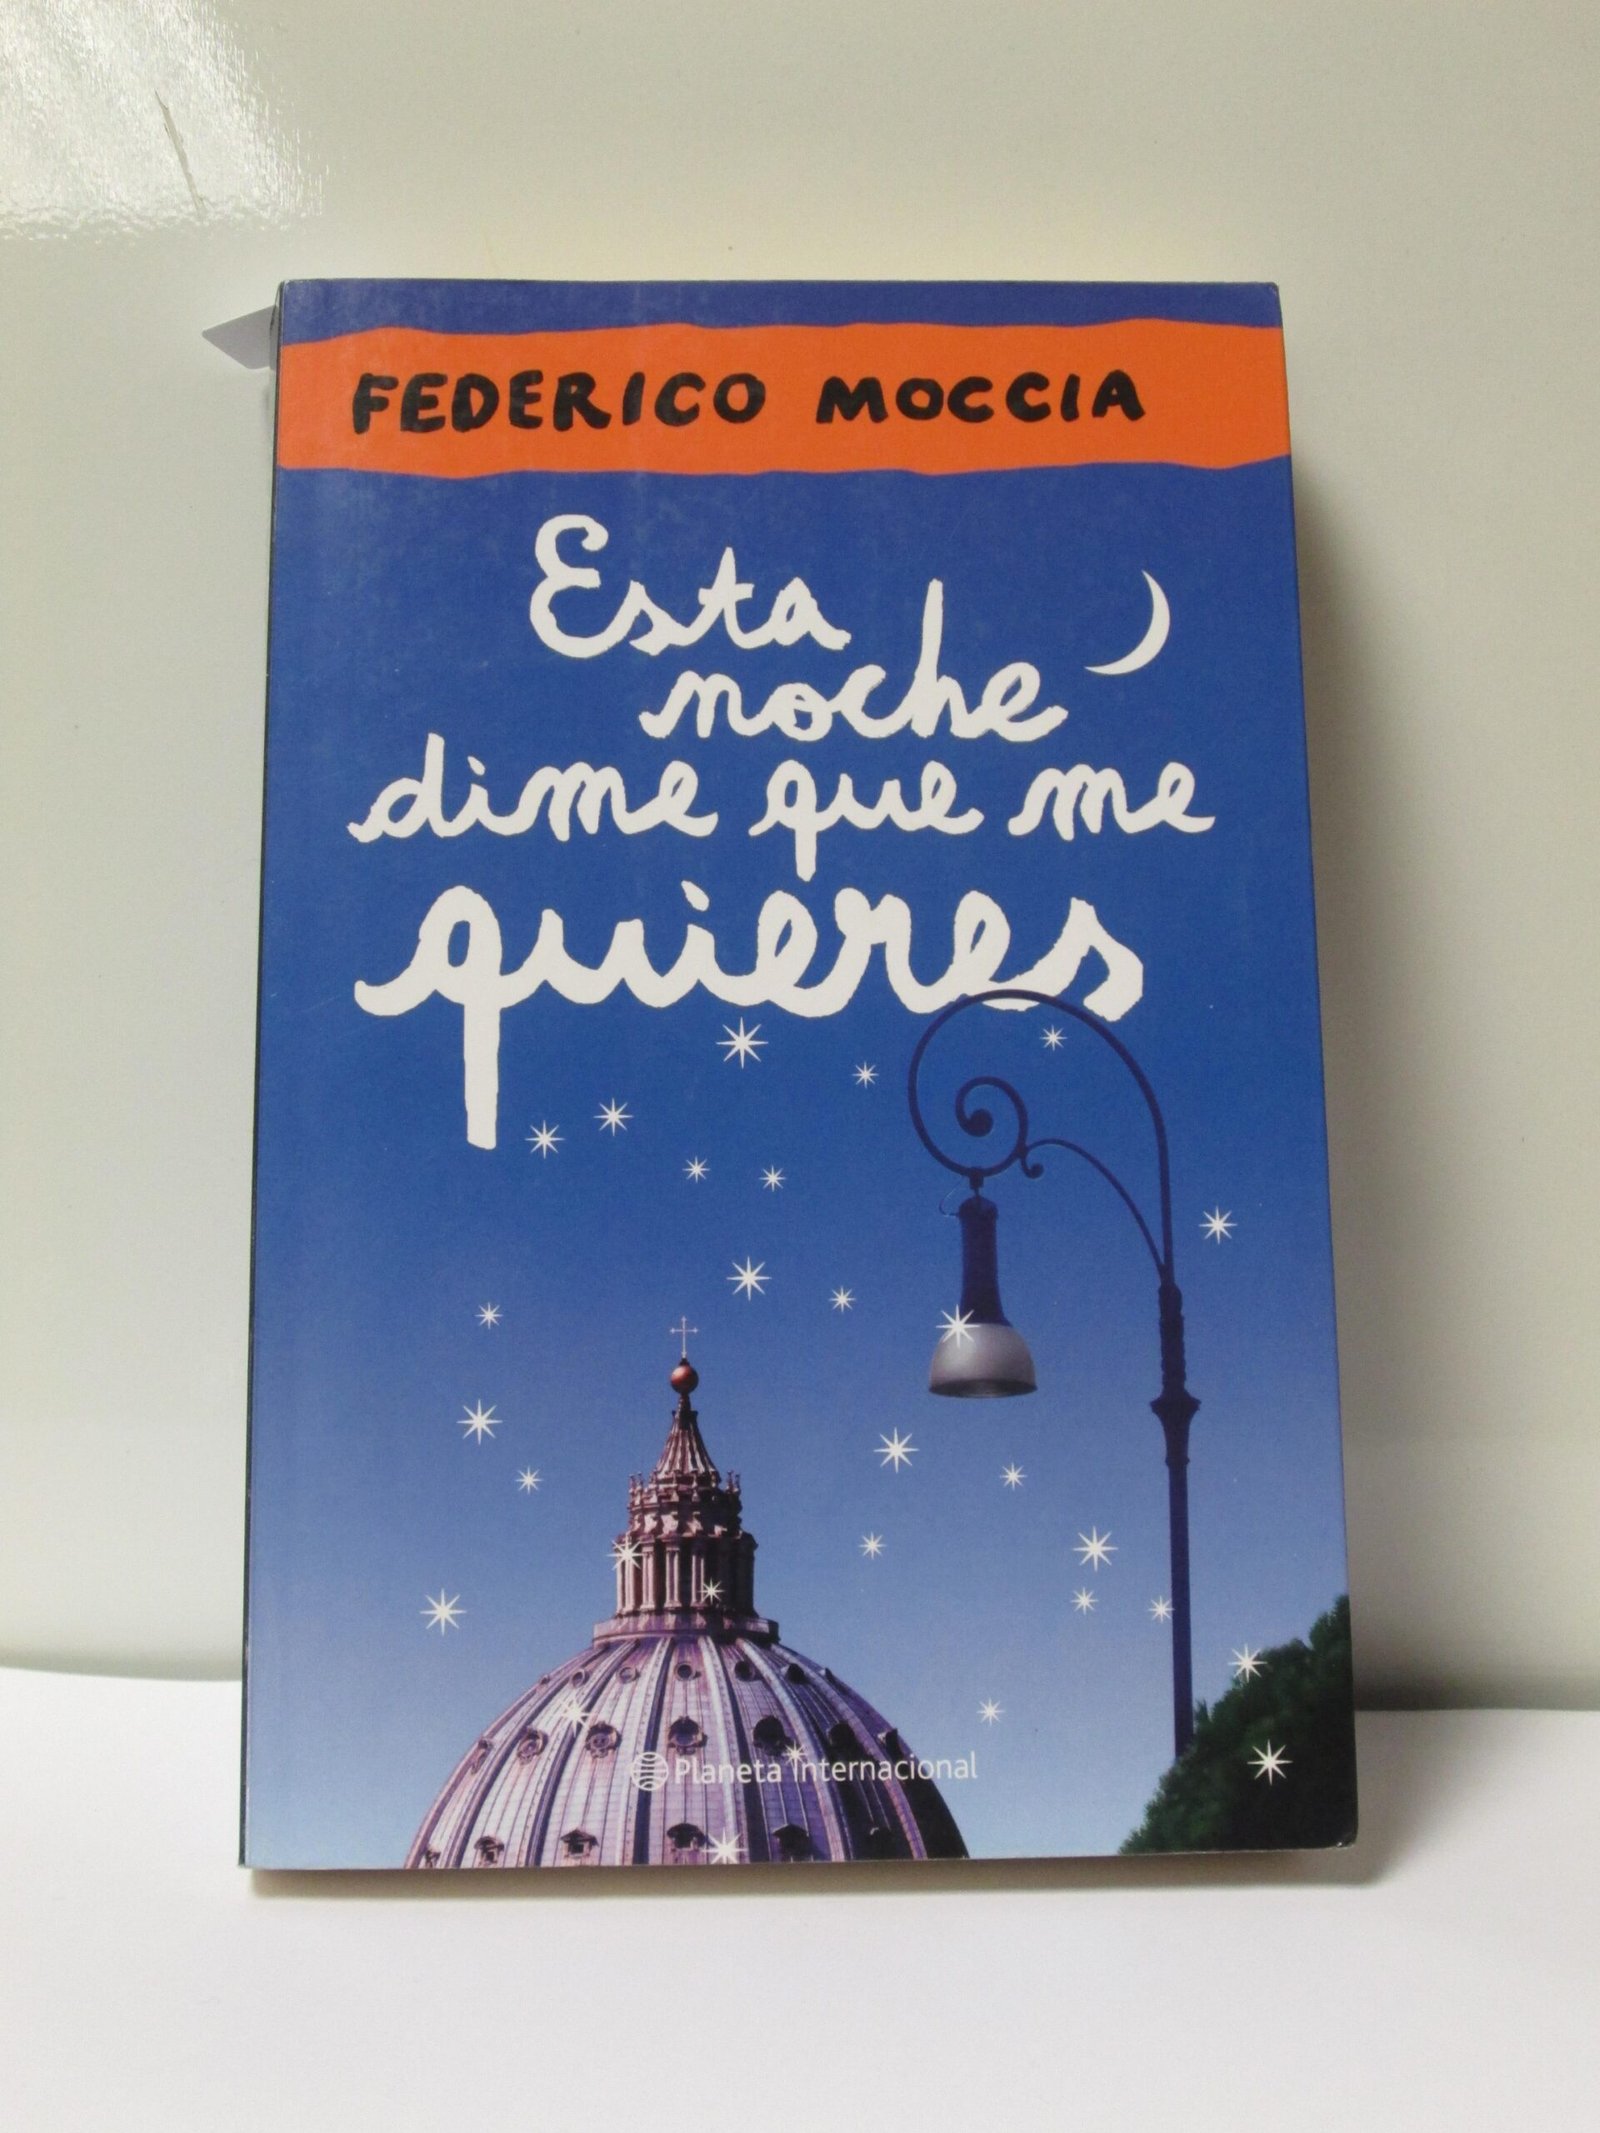 FEDERICO MOCCIA
Esta
noche
dime que me
quieres
Planeta Internacional